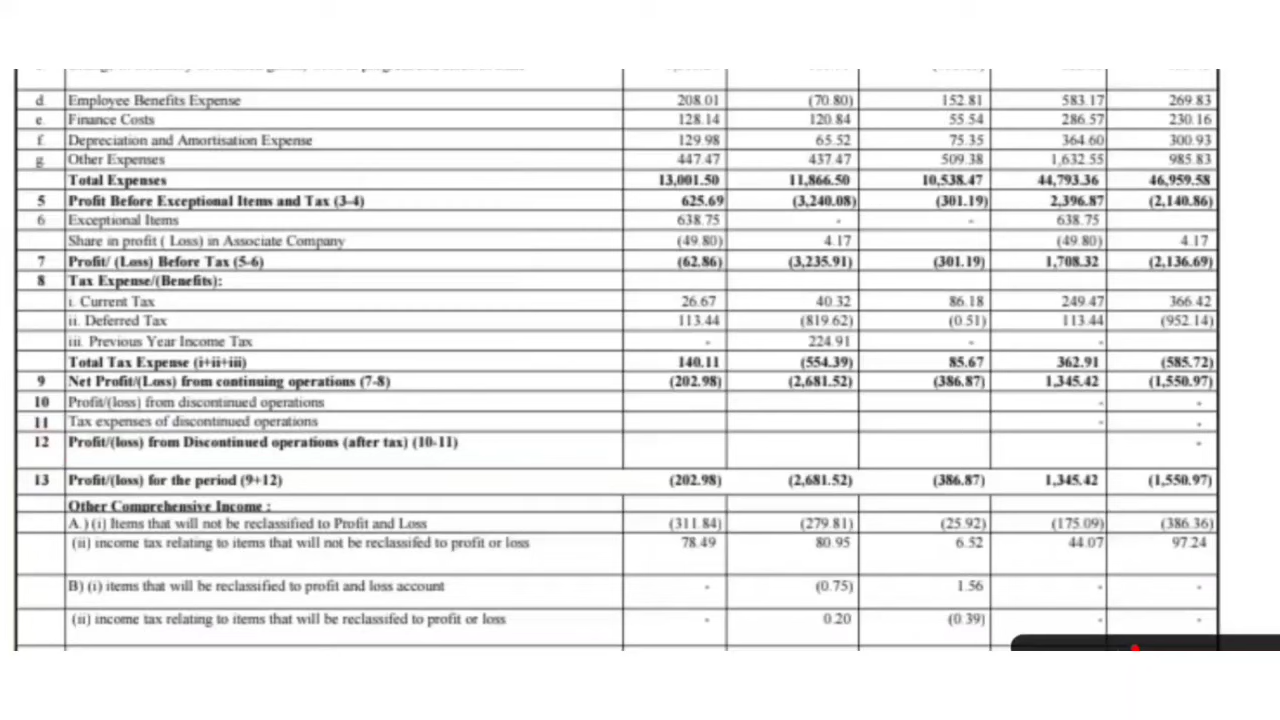 d. Employee Benefits Expense 208.01 (70.80) 152.81 583.17 269.83
e. Finance Costs 128.14 120.84 55.54 286.57 230.16
f. Depreciation and Amortisation Expense 129.98 65.52 75.35 364.60 300.93
g. Other Expenses 447.47 437.47 509.38 1,632.55 985.83
Total Expenses 13,001.50 11,866.50 10,538.47 44,793.36 46,959.58
5 Profit Before Exceptional Items and Tax (3-4) 625.69 (3,240.08) (301.19) 2,396.87 (2,140.86)
6 Exceptional Items 638.75 - - 638.75
Share in profit ( Loss) in Associate Company (49.80) 4.17 (49.80) 4.17
7 Profit/ (Loss) Before Tax (5-6) (62.86) (3,235.91) (301.19) 1,708.32 (2,136.69)
8 Tax Expense/(Benefits):
i. Current Tax 26.67 40.32 86.18 249.47 366.42
ii. Deferred Tax 113.44 (819.62) (0.51) 113.44 (952.14)
iii. Previous Year Income Tax - 224.91 - -
Total Tax Expense (i+ii+iii) 140.11 (554.39) 85.67 362.91 (585.72)
9 Net Profit/(Loss) from continuing operations (7-8) (202.98) (2,681.52) (386.87) 1,345.42 (1,550.97)
10 Profit/(loss) from discontinued operations - -
11 Tax expenses of discontinued operations - -
12 Profit/(loss) from Discontinued operations (after tax) (10-11) -
13 Profit/(loss) for the period (9+12) (202.98) (2,681.52) (386.87) 1,345.42 (1,550.97)
Other Comprehensive Income :
A.) (i) Items that will not be reclassified to Profit and Loss (311.84) (279.81) (25.92) (175.09) (386.36)
(ii) income tax relating to items that will not be reclassifed to profit or loss 78.49 80.95 6.52 44.07 97.24
B) (i) items that will be reclassified to profit and loss account - (0.75) 1.56 - -
(ii) income tax relating to items that will be reclassifed to profit or loss - 0.20 (0.39) - -